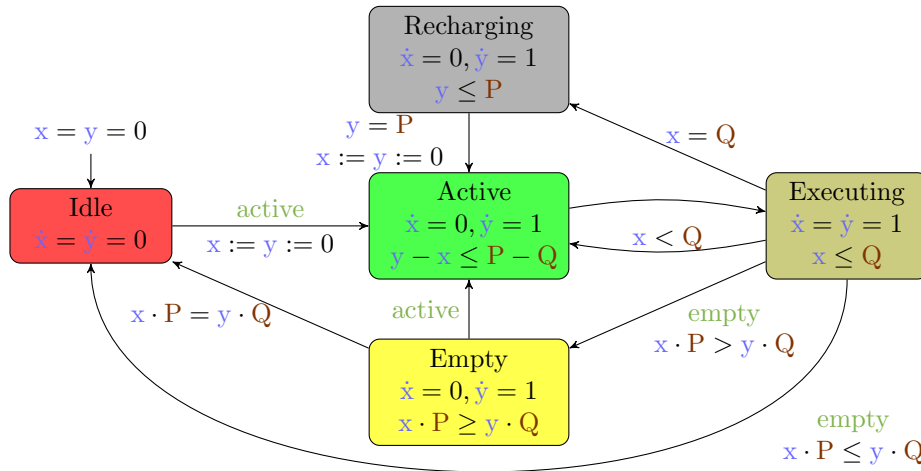 Recharging
ẋ = 0, ẏ = 1
y ≤ P
x = y = 0
y = P
x := y := 0
x = Q
Idle
ẋ = ẏ = 0
active
x := y := 0
Active
ẋ = 0, ẏ = 1
y − x ≤ P − Q
x < Q
Executing
ẋ = ẏ = 1
x ≤ Q
x · P = y · Q
active
empty
x · P > y · Q
Empty
ẋ = 0, ẏ = 1
x · P ≥ y · Q
empty
x · P ≤ y · Q